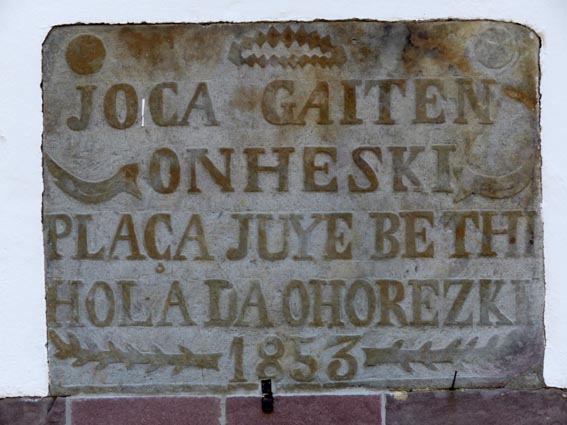 JOCA GAITEN
ONHESKI
PLAÇA JUYE BETHI
HOLA DA OHOREZKI
1853